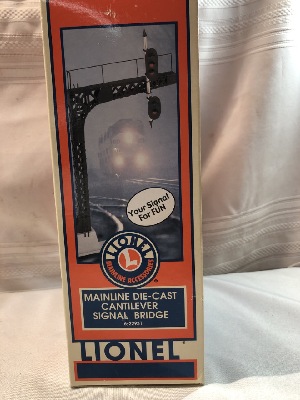 Your Signal
For FUN
LIONEL
MAINLINE ACCESSORIES
MAINLINE DIE-CAST
CANTILEVER
SIGNAL BRIDGE
LIONEL